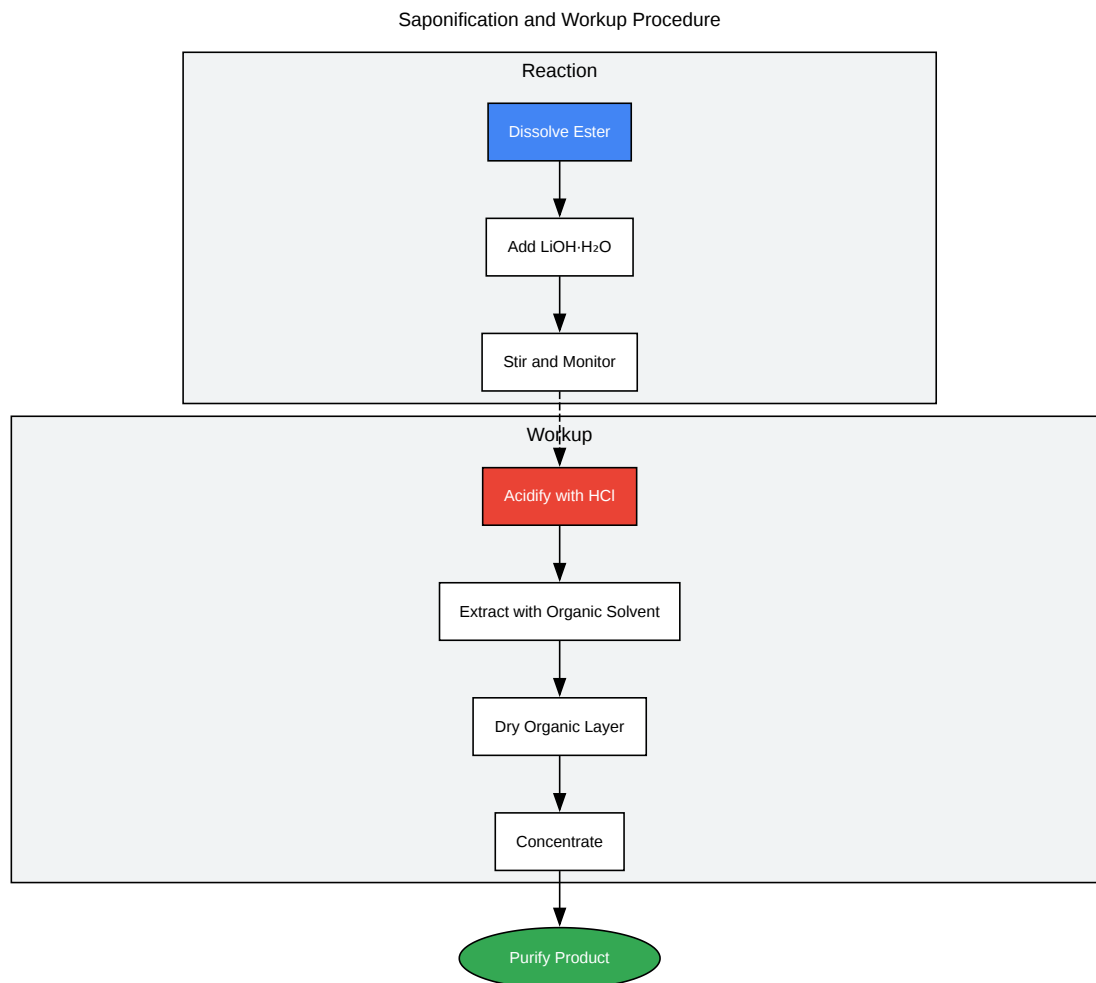 Saponification and Workup Procedure
Reaction
Dissolve Ester
Add LiOH·H₂O
Stir and Monitor
Workup
Acidify with HCl
Extract with Organic Solvent
Dry Organic Layer
Concentrate
Purify Product